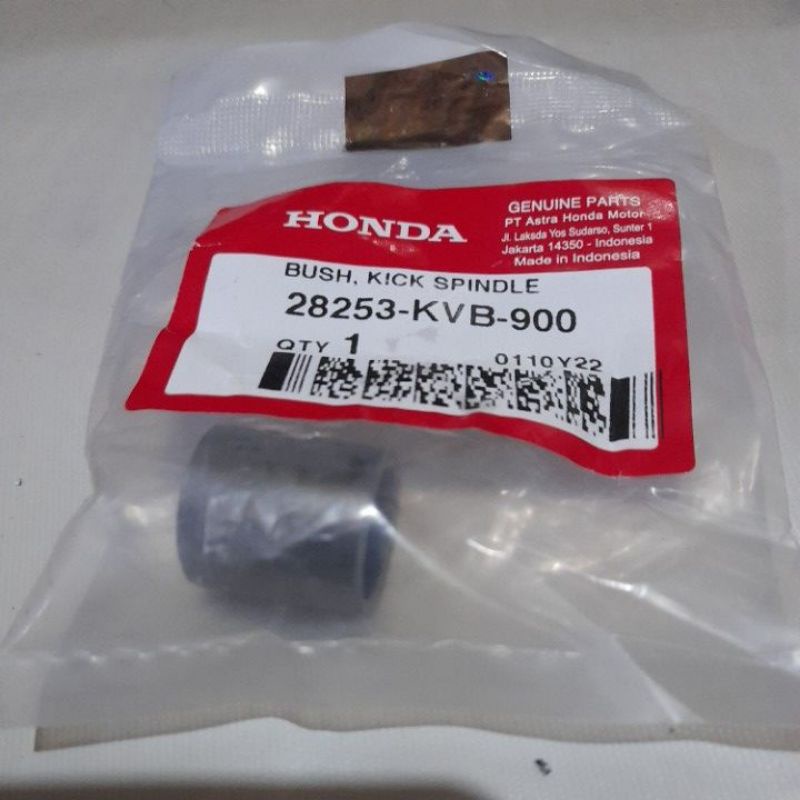 HONDA
GENUINE PARTS
PT Astra Honda Motor
Jl. Laksda Yos Sudarso, Sunter 1
Jakarta 14350 - Indonesia
Made in Indonesia
BUSH, KICK SPINDLE
28253-KVB-900
QTY 1
0110Y22